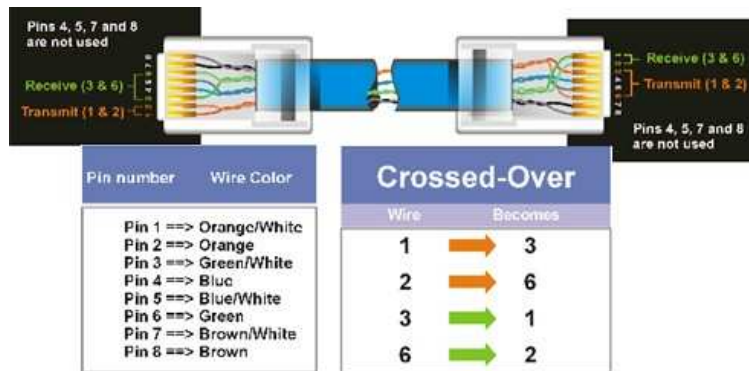 Pins 4, 5, 7 and 8
are not used
Receive (3 & 6)
Transmit (1 & 2)
Receive (3 & 6)
Transmit (1 & 2)
Pins 4, 5, 7 and 8
are not used
Pin number Wire Color
Pin 1 ==> Orange/White
Pin 2 ==> Orange
Pin 3 ==> Green/White
Pin 4 ==> Blue
Pin 5 ==> Blue/White
Pin 6 ==> Green
Pin 7 ==> Brown/White
Pin 8 ==> Brown
Crossed-Over
Wire Becomes
1 3
2 6
3 1
6 2